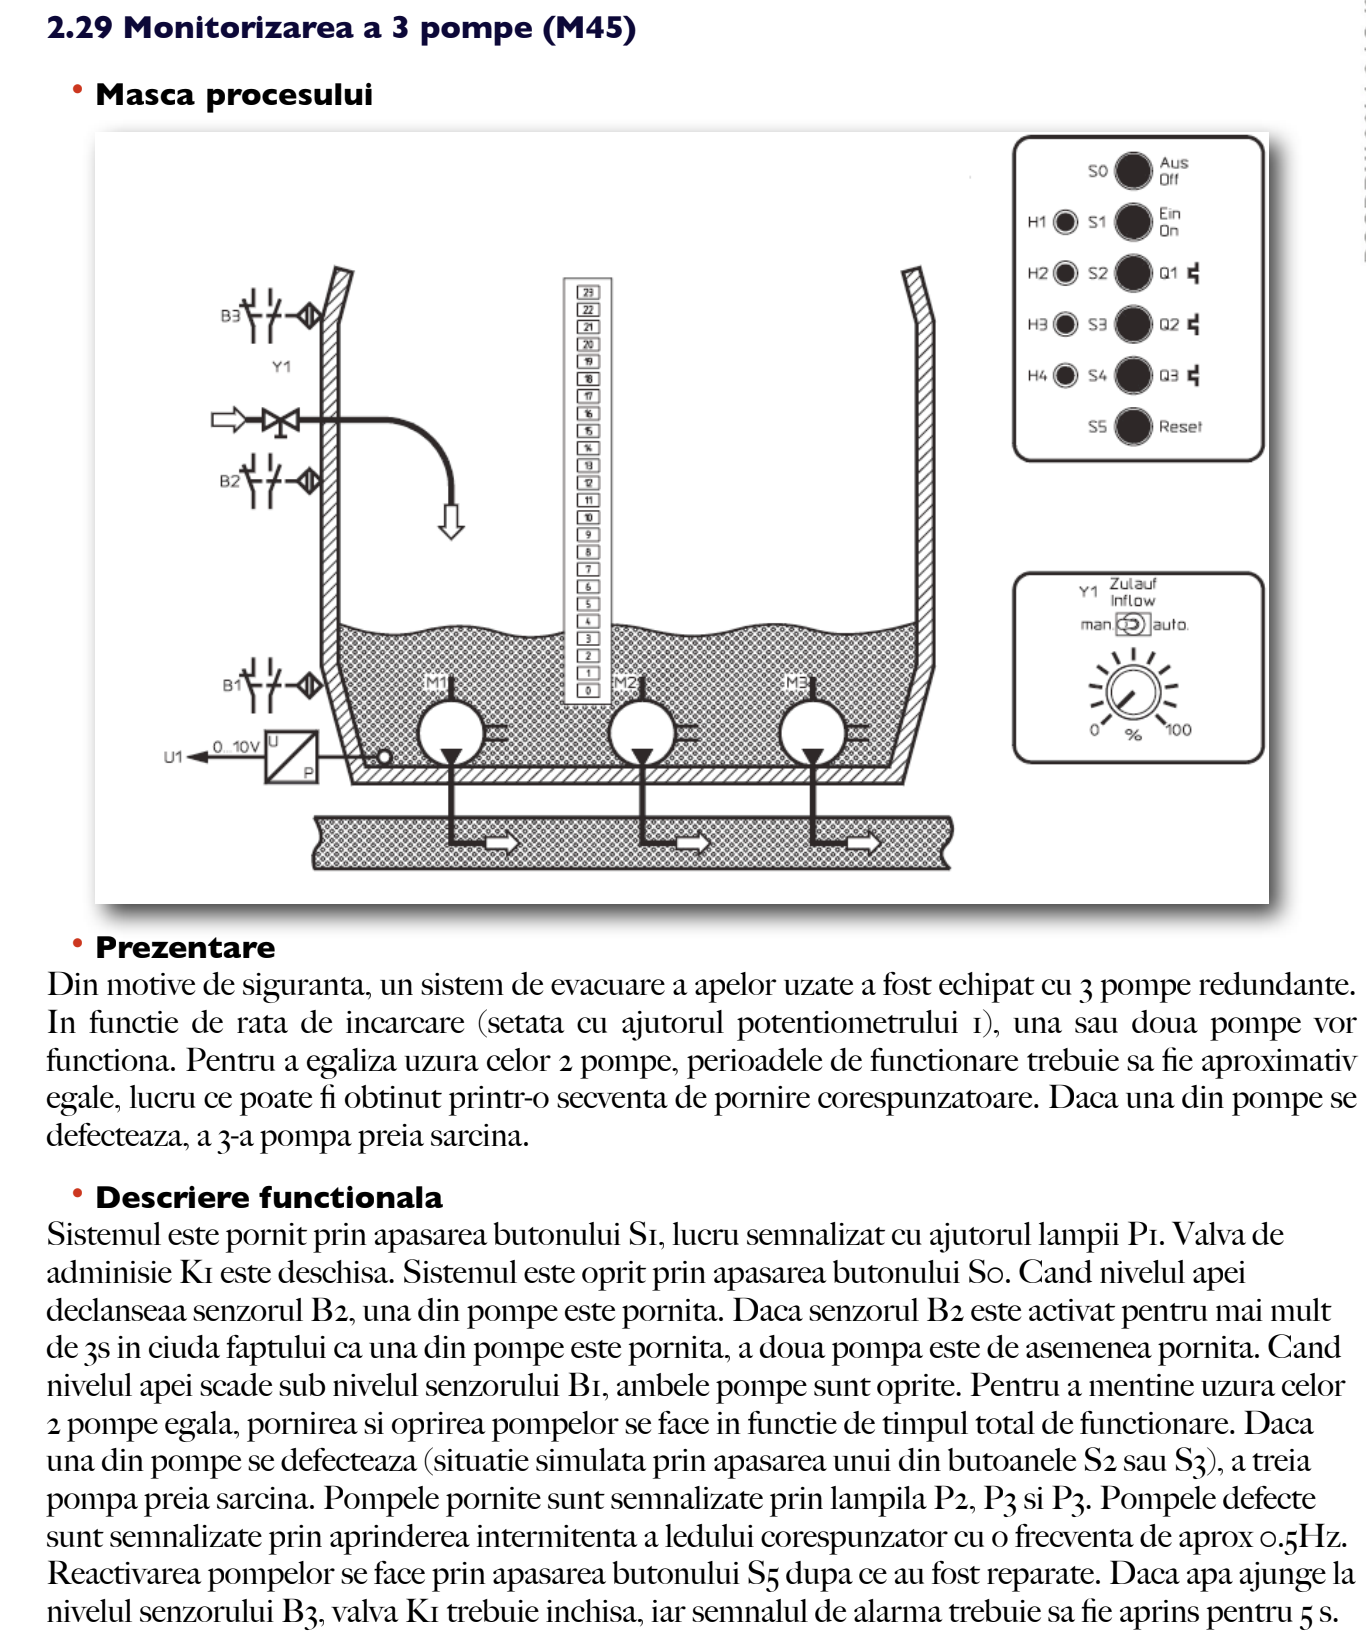 2.29 Monitorizarea a 3 pompe (M45)
• Masca procesului
S0 Aus
Off
H1 S1 Ein
On
H2 S2 Q1
H3 S3 Q2
H4 S4 Q3
S5 Reset
B3
Y1
B2
B1
U1 0...10V U
P
23
22
21
20
19
18
17
16
15
14
13
12
11
10
9
8
7
6
5
4
3
2
1
0
M1 M2 M3
Y1 Zulauf
Inflow
man. auto.
0 % 100
• Prezentare
Din motive de siguranta, un sistem de evacuare a apelor uzate a fost echipat cu 3 pompe redundante.
In functie de rata de incarcare (setata cu ajutorul potentiometrului 1), una sau doua pompe vor
functiona. Pentru a egaliza uzura celor 2 pompe, perioadele de functionare trebuie sa fie aproximativ
egale, lucru ce poate fi obtinut printr-o secventa de pornire corespunzatoare. Daca una din pompe se
defecteaza, a 3-a pompa preia sarcina.
• Descriere functionala
Sistemul este pornit prin apasarea butonului S1, lucru semnalizat cu ajutorul lampii P1. Valva de
adminisie K1 este deschisa. Sistemul este oprit prin apasarea butonului S0. Cand nivelul apei
declanseaa senzorul B2, una din pompe este pornita. Daca senzorul B2 este activat pentru mai mult
de 3s in ciuda faptului ca una din pompe este pornita, a doua pompa este de asemenea pornita. Cand
nivelul apei scade sub nivelul senzorului B1, ambele pompe sunt oprite. Pentru a mentine uzura celor
2 pompe egala, pornirea si oprirea pompelor se face in functie de timpul total de functionare. Daca
una din pompe se defecteaza (situatie simulata prin apasarea unui din butoanele S2 sau S3), a treia
pompa preia sarcina. Pompele pornite sunt semnalizate prin lampila P2, P3 si P3. Pompele defecte
sunt semnalizate prin aprinderea intermitenta a ledului corespunzator cu o frecventa de aprox 0.5Hz.
Reactivarea pompelor se face prin apasarea butonului S5 dupa ce au fost reparate. Daca apa ajunge la
nivelul senzorului B3, valva K1 trebuie inchisa, iar semnalul de alarma trebuie sa fie aprins pentru 5 s.